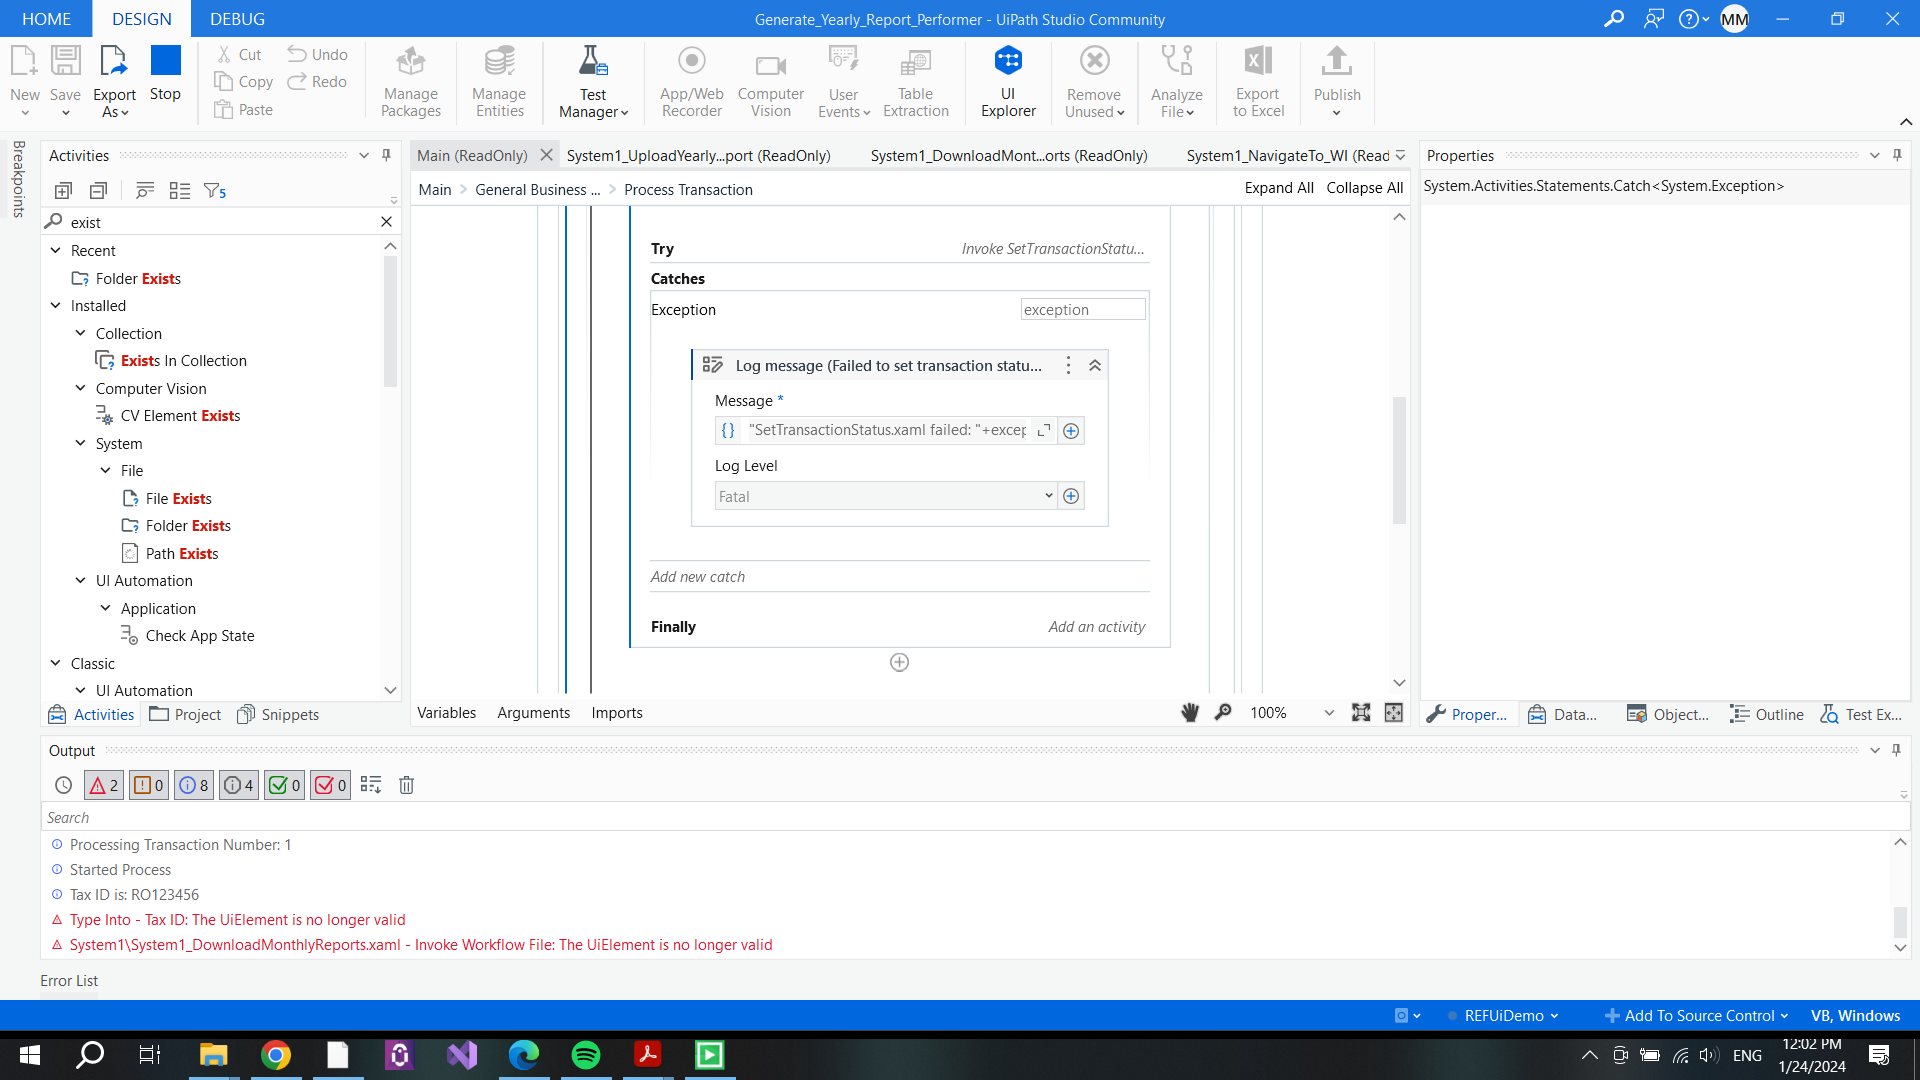 HOME DESIGN DEBUG
Generate_Yearly_Report_Performer - UiPath Studio Community
MM
New
Save
Export As
Stop
Cut
Copy
Paste
Undo
Redo
Manage Packages
Manage Entities
Test Manager
App/Web Recorder
Computer Vision
User Events
Table Extraction
UI Explorer
Remove Unused
Analyze File
Export to Excel
Publish
Breakpoints
Activities
5
exist
Recent
Folder Exists
Installed
Collection
Exists In Collection
Computer Vision
CV Element Exists
System
File
File Exists
Folder Exists
Path Exists
UI Automation
Application
Check App State
Classic
UI Automation
Activities Project Snippets
Main (ReadOnly) System1_UploadYearly...port (ReadOnly) System1_DownloadMont...orts (ReadOnly) System1_NavigateTo_WI (Read
Main > General Business ... > Process Transaction
Expand All Collapse All
Try Invoke SetTransactionStatu...
Catches
Exception exception
Log message (Failed to set transaction statu...
Message *
{} "SetTransactionStatus.xaml failed: "+excep
Log Level
Fatal
Add new catch
Finally Add an activity
Variables Arguments Imports
100%
Properties
System.Activities.Statements.Catch<System.Exception>
Proper... Data... Object... Outline Test Ex...
Output
2 0 8 4 0 0
Search
Processing Transaction Number: 1
Started Process
Tax ID is: RO123456
Type Into - Tax ID: The UiElement is no longer valid
System1\System1_DownloadMonthlyReports.xaml - Invoke Workflow File: The UiElement is no longer valid
Error List
REFUiDemo Add To Source Control VB, Windows
ENG
12:02 PM
1/24/2024